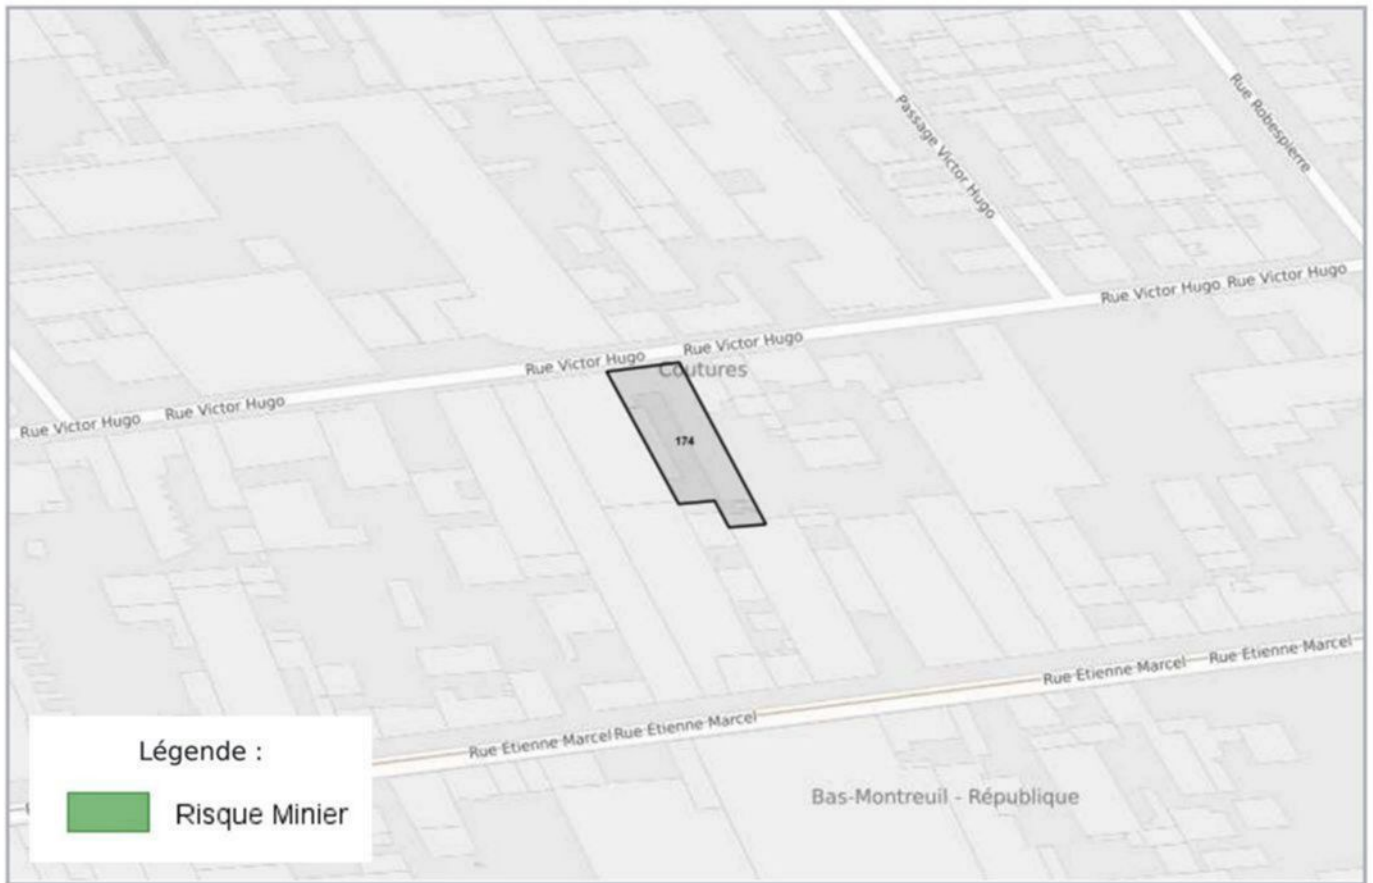 Rue Robespierre
Passage Victor Hugo
Rue Victor Hugo
Rue Victor Hugo
Rue Victor Hugo
Rue Victor Hugo
Coutures
Rue Victor Hugo
Rue Victor Hugo
174
Rue Etienne Marcel
Rue Etienne Marcel
Rue Etienne Marcel
Rue Etienne Marcel
Légende :
Risque Minier
Bas-Montreuil - République